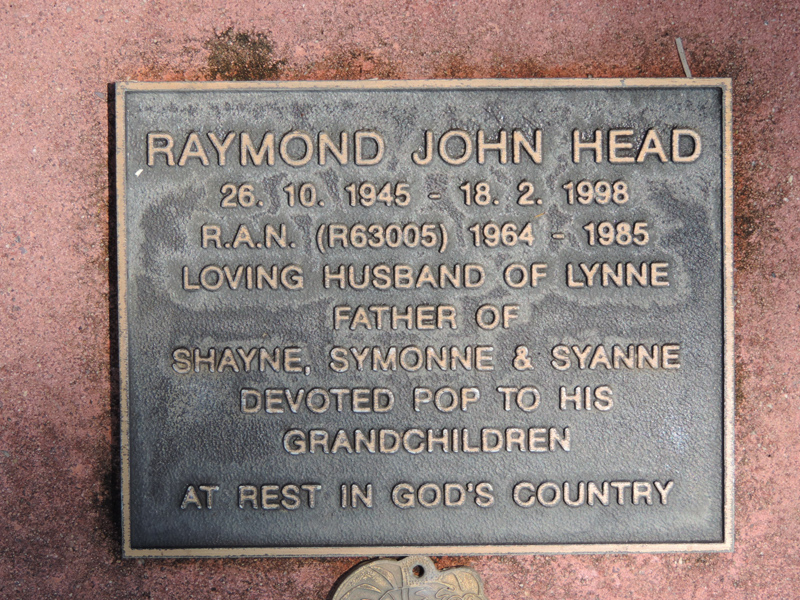 RAYMOND JOHN HEAD
26. 10. 1945 - 18. 2. 1998
R.A.N. (R63005) 1964 - 1985
LOVING HUSBAND OF LYNNE
FATHER OF
SHAYNE, SYMONNE & SYANNE
DEVOTED POP TO HIS
GRANDCHILDREN
AT REST IN GOD'S COUNTRY